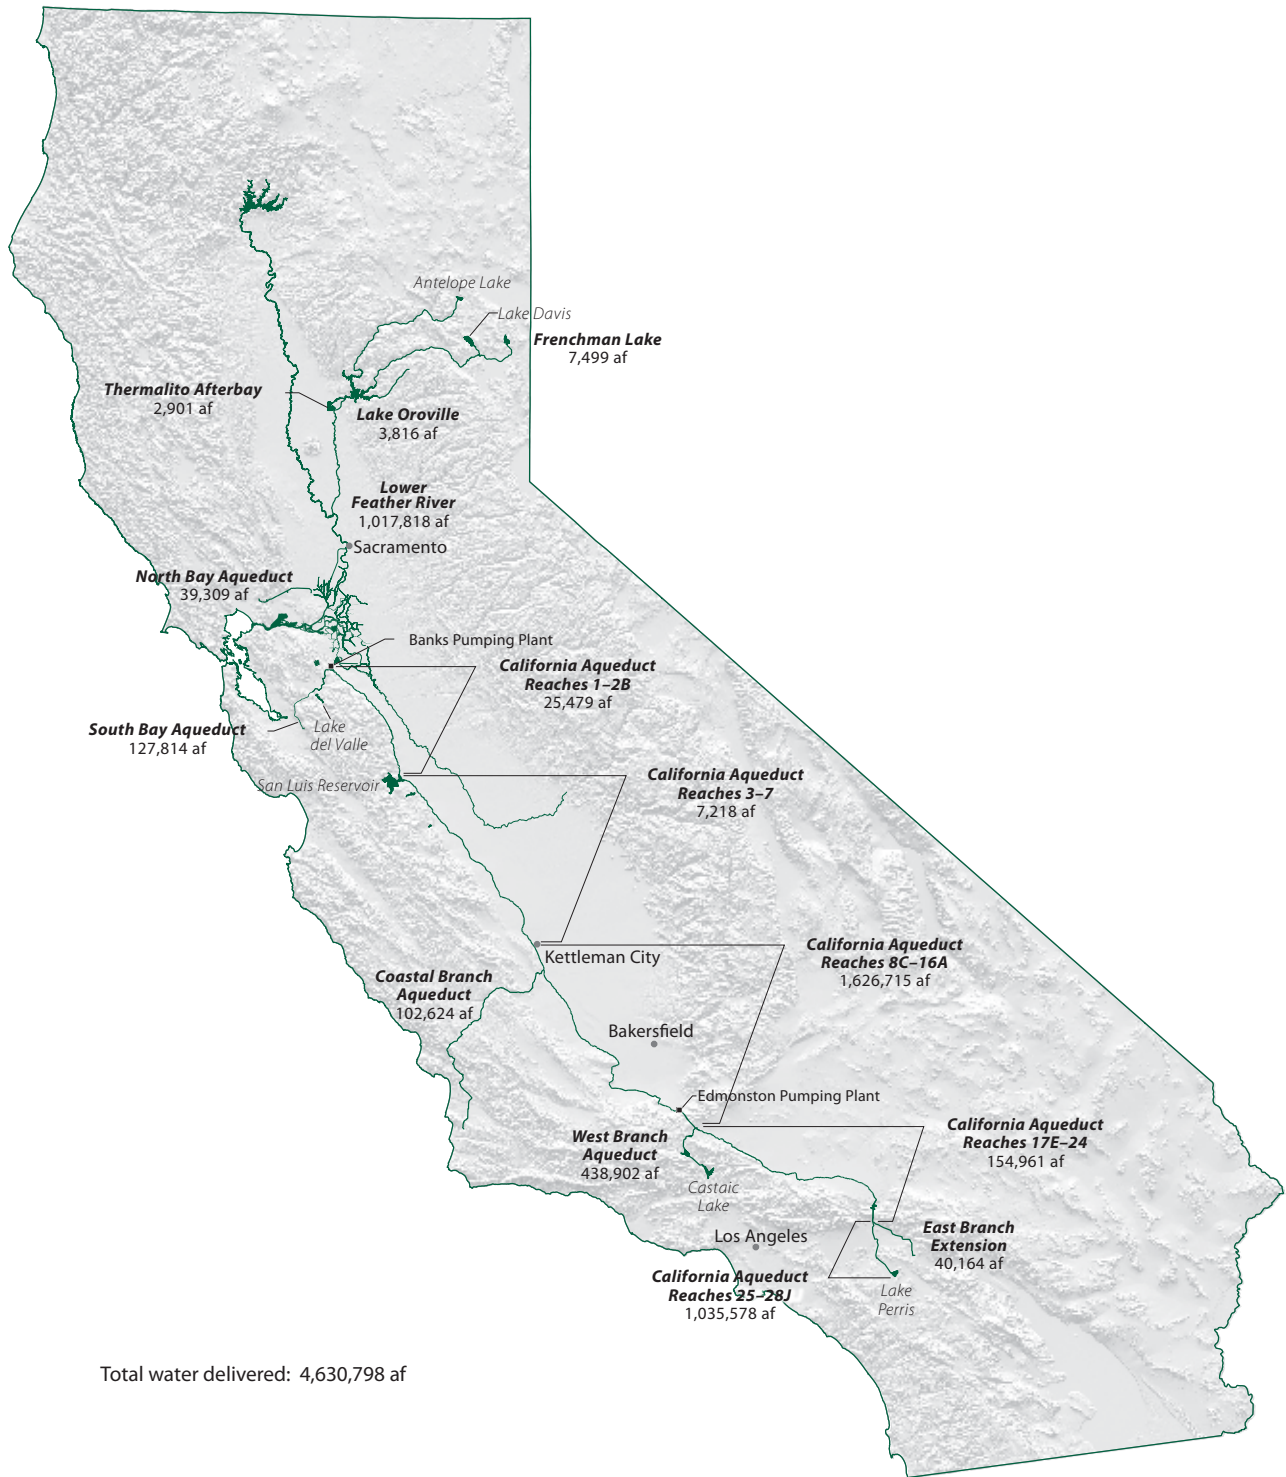 Antelope Lake
Lake Davis
Frenchman Lake
7,499 af
Thermalito Afterbay
2,901 af
Lake Oroville
3,816 af
Lower
Feather River
1,017,818 af
Sacramento
North Bay Aqueduct
39,309 af
Banks Pumping Plant
California Aqueduct
Reaches 1–2B
25,479 af
South Bay Aqueduct
127,814 af
Lake
del Valle
San Luis Reservoir
California Aqueduct
Reaches 3–7
7,218 af
Kettleman City
California Aqueduct
Reaches 8C–16A
1,626,715 af
Coastal Branch
Aqueduct
102,624 af
Bakersfield
Edmonston Pumping Plant
West Branch
Aqueduct
438,902 af
California Aqueduct
Reaches 17E–24
154,961 af
Castaic
Lake
Los Angeles
East Branch
Extension
40,164 af
California Aqueduct
Reaches 25–28J
1,035,578 af
Lake
Perris
Total water delivered: 4,630,798 af